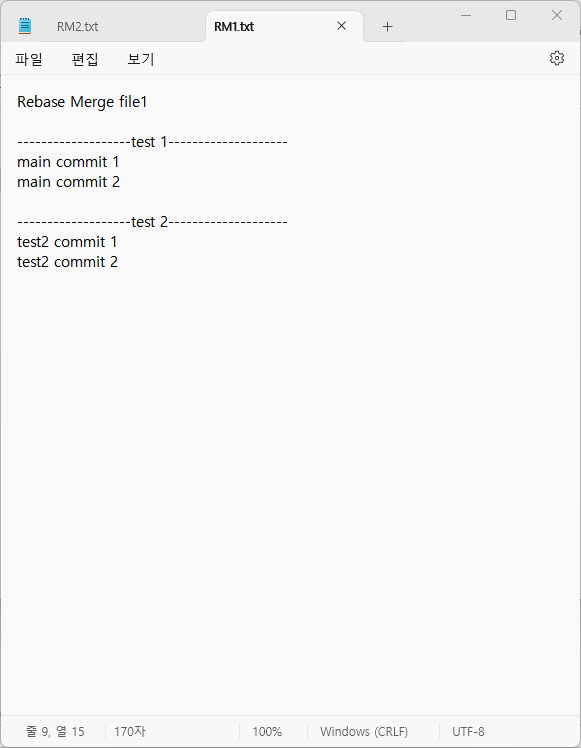 RM2.txt RM1.txt
파일 편집 보기
Rebase Merge file1
-------------------test 1--------------------
main commit 1
main commit 2
-------------------test 2--------------------
test2 commit 1
test2 commit 2
줄 9, 열 15 170자 100% Windows (CRLF) UTF-8